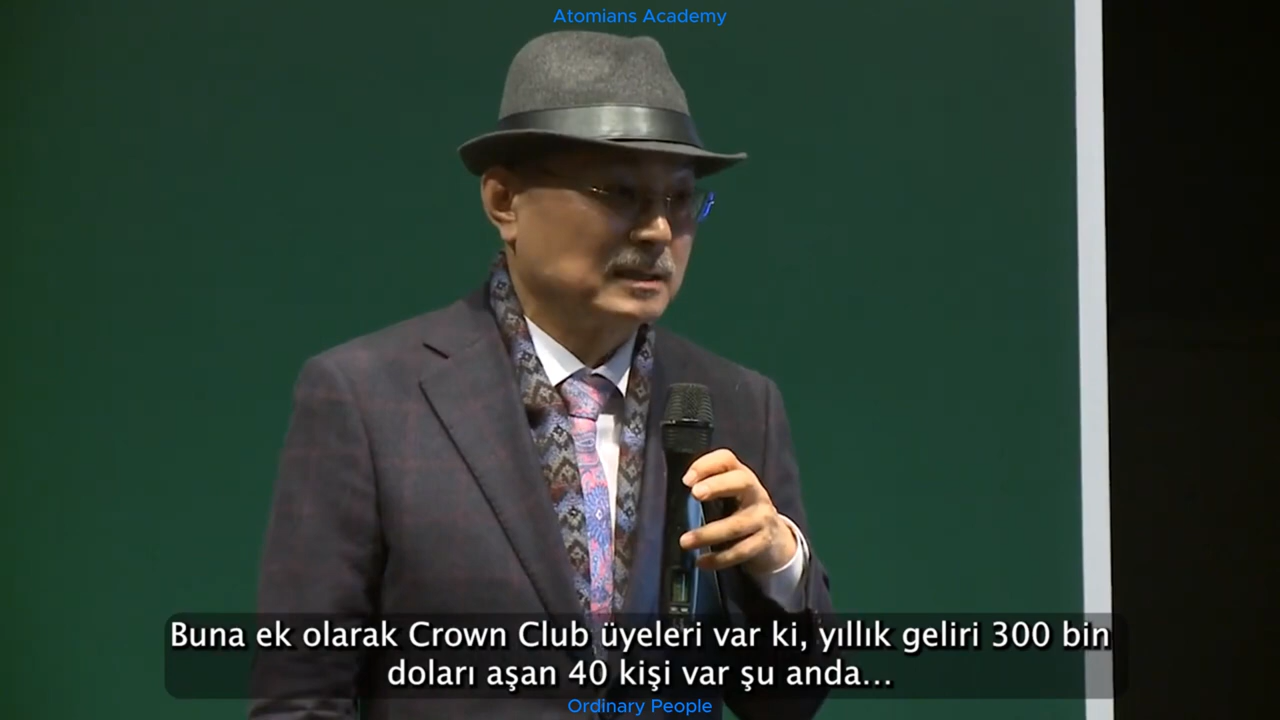 Atomians Academy
Buna ek olarak Crown Club üyeleri var ki, yıllık geliri 300 bin
doları aşan 40 kişi var şu anda...
Ordinary People